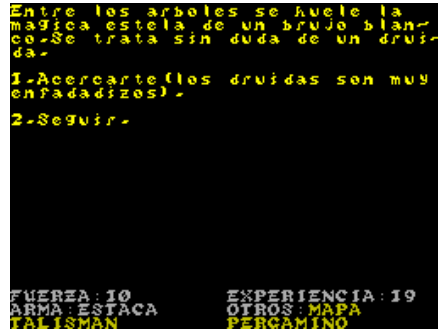 Entre los arboles se huele la
magica estela de un brujo blan-
co.Se trata sin duda de un drui-
da.
1.Acercarte(los druidas son muy
enfadadizos).
2.Seguir.
FUERZA:10 EXPERIENCIA:19
ARMA:ESTACA OTROS:MAPA
TALISMAN PERGAMINO